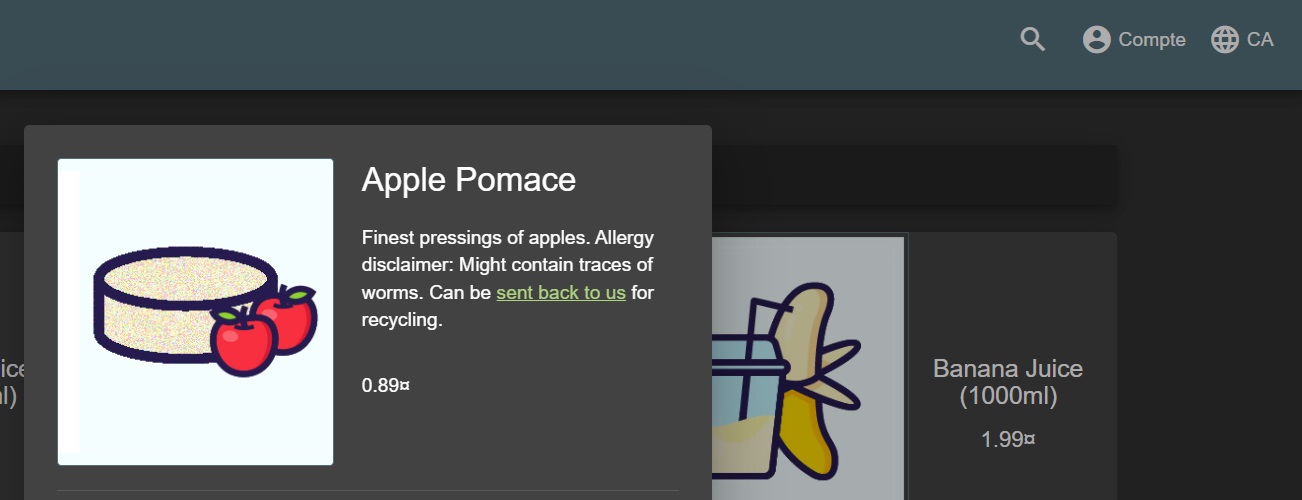 Compte
CA
Apple Pomace
Finest pressings of apples. Allergy
disclaimer: Might contain traces of
worms. Can be sent back to us for
recycling.
0.89¤
Banana Juice
(1000ml)
1.99¤